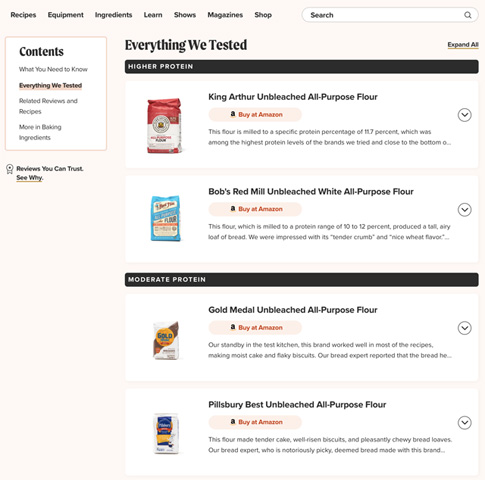 Recipes Equipment Ingredients Learn Shows Magazines Shop Search
Contents
What You Need to Know
Everything We Tested
Related Reviews and
Recipes
More in Baking
Ingredients
Reviews You Can Trust.
See Why.
Everything We Tested
Expand All
HIGHER PROTEIN
King Arthur Unbleached All-Purpose Flour
Buy at Amazon
This flour is milled to a specific protein percentage of 11.7 percent, which was
among the highest protein levels of the brands we tried and close to the bottom o...
Bob's Red Mill Unbleached White All-Purpose Flour
Buy at Amazon
This flour, which is milled to a protein range of 10 to 12 percent, produced a tall, airy
loaf of bread. We were impressed with its “tender crumb” and “nice wheat flavor.”...
MODERATE PROTEIN
Gold Medal Unbleached All-Purpose Flour
Buy at Amazon
Our standing in the test kitchen, this brand worked well in most of the recipes,
making moist cake and flaky biscuits. Our bread expert reported that the bread he...
Pillsbury Best Unbleached All-Purpose Flour
Buy at Amazon
This flour made tender cake, well-risen biscuits, and pleasantly chewy bread loaves.
Our bread expert, who is notoriously picky, deemed bread made with this brand...